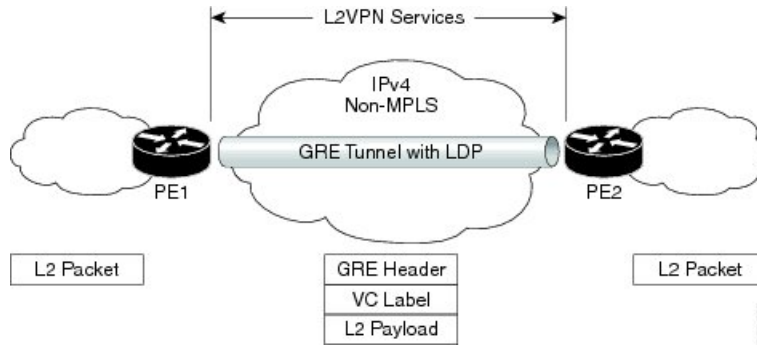 L2VPN Services
IPv4
Non-MPLS
GRE Tunnel with LDP
PE1
PE2
L2 Packet
GRE Header
L2 Packet
VC Label
L2 Payload